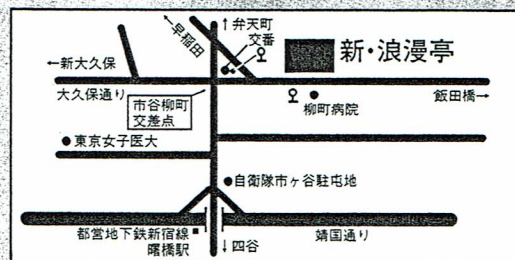 ↑弁天町
←早稲田
交番
新・浪漫亭
←新大久保
大久保通り
飯田橋→
柳町病院
市谷柳町
交差点
●東京女子医大
●自衛隊市ヶ谷駐屯地
都営地下鉄新宿線
曙橋駅
↓四谷
靖国通り